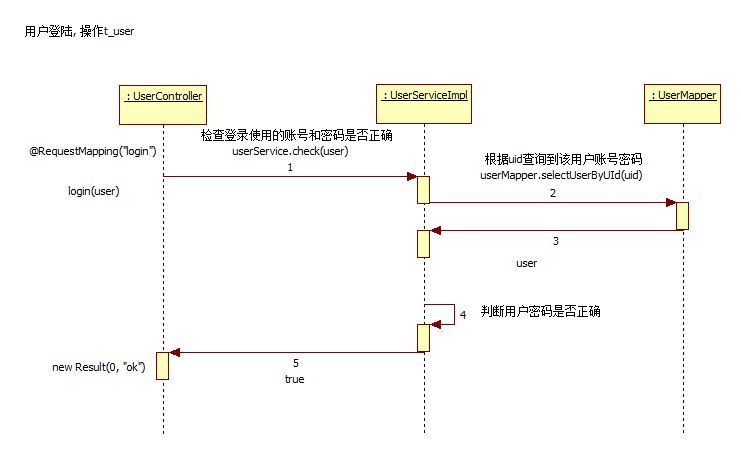 用户登陆, 操作t_user
: UserController
: UserServiceImpl
: UserMapper
检查登录使用的账号和密码是否正确
@RequestMapping("login")
userService.check(user)
1
根据uid查询到该用户账号密码
userMapper.selectUserByUId(uid)
login(user)
2
3
user
4
判断用户密码是否正确
5
new Result(0, "ok")
true